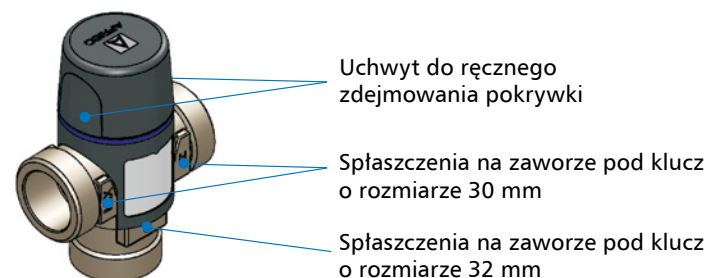 AFRISO
Uchwyt do ręcznego
zdejmowania pokrywki
Spłaszczenia na zaworze pod klucz
o rozmiarze 30 mm
Spłaszczenia na zaworze pod klucz
o rozmiarze 32 mm